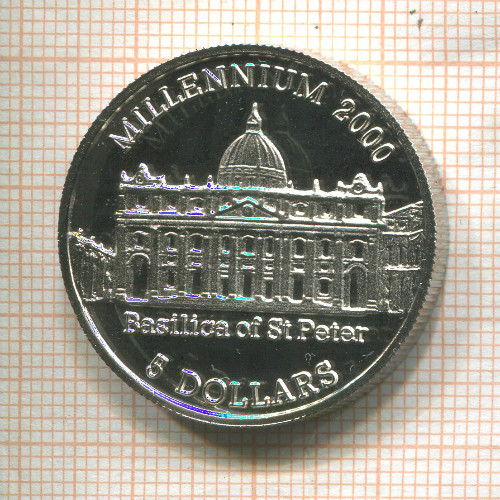 MILLENNIUM 2000
Basilica of St Peter
5 DOLLARS